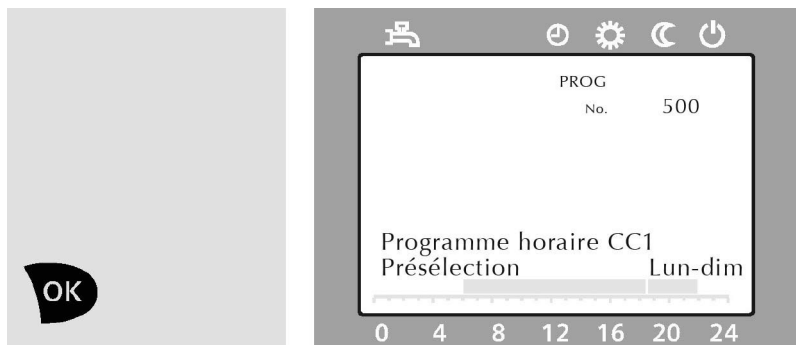 PROG
No. 500
Programme horaire CC1
Présélection Lun-dim
OK
0 4 8 12 16 20 24